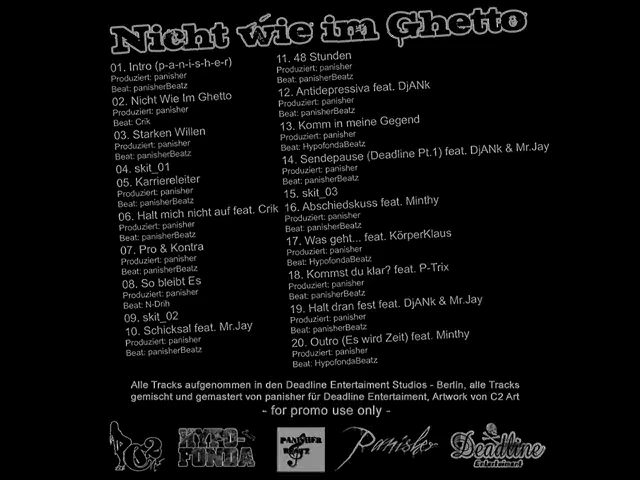 Nicht wie im Ghetto
01. Intro (p-a-n-i-s-h-e-r)
Produziert: panisher
Beat: panisherBeatz
02. Nicht Wie Im Ghetto
Produziert: panisher
Beat: Crik
03. Starken Willen
Produziert: panisher
Beat: panisherBeatz
04. skit_01
05. Karriereleiter
Produziert: panisher
Beat: panisherBeatz
06. Halt mich nicht auf feat. Crik
Produziert: panisher
Beat: panisherBeatz
07. Pro & Kontra
Produziert: panisher
Beat: panisherBeatz
08. So bleibt Es
Produziert: panisher
Beat: N-Dnh
09. skit_02
10. Schicksal feat. Mr.Jay
Produziert: panisher
Beat: panisherBeatz
11. 48 Stunden
Produziert: panisher
Beat: panisherBeatz
12. Antidepressiva feat. DjANk
Produziert: panisher
Beat: panisherBeatz
13. Komm in meine Gegend
Produziert: panisher
Beat: HypofondaBeatz
14. Sendepause (Deadline Pt.1) feat. DjANk & Mr.Jay
Produziert: panisher
Beat: panisherBeatz
15. skit_03
16. Abschiedskuss feat. Minthy
Produziert: panisher
Beat: panisherBeatz
17. Was geht... feat. KörperKlaus
Produziert: panisher
Beat: HypofondaBeatz
18. Kommst du klar? feat. P-Trix
Produziert: panisher
Beat: panisherBeatz
19. Halt dran fest feat. DjANk & Mr.Jay
Produziert: panisher
Beat: panisherBeatz
20. Outro (Es wird Zeit) feat. Minthy
Produziert: panisher
Beat: HypofondaBeatz
Alle Tracks aufgenommen in den Deadline Entertaiment Studios - Berlin, alle Tracks
gemischt und gemastert von panisher für Deadline Entertaiment, Artwork von C2 Art
- for promo use only -
HYPO-
FONDA
PANISHER
BEATZ
Panisher
Deadline
Entertaiment